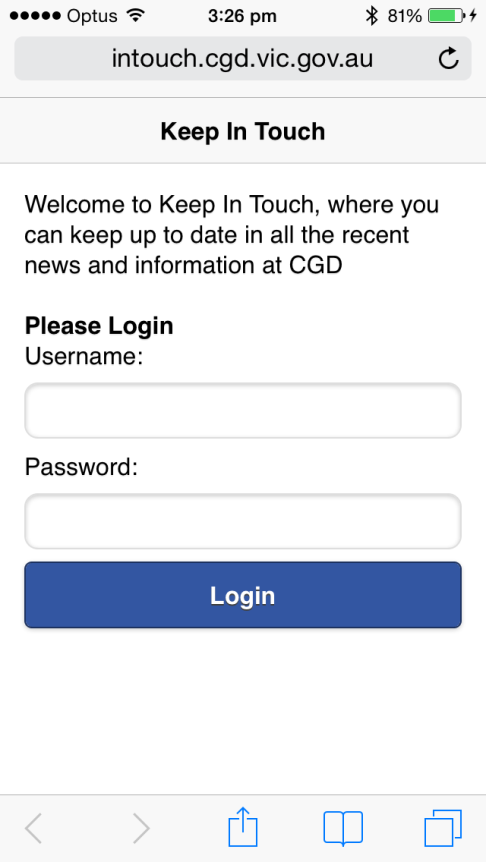 Optus 3:26 pm 81%
intouch.cgd.vic.gov.au
Keep In Touch
Welcome to Keep In Touch, where you
can keep up to date in all the recent
news and information at CGD
Please Login
Username:
Password:
Login